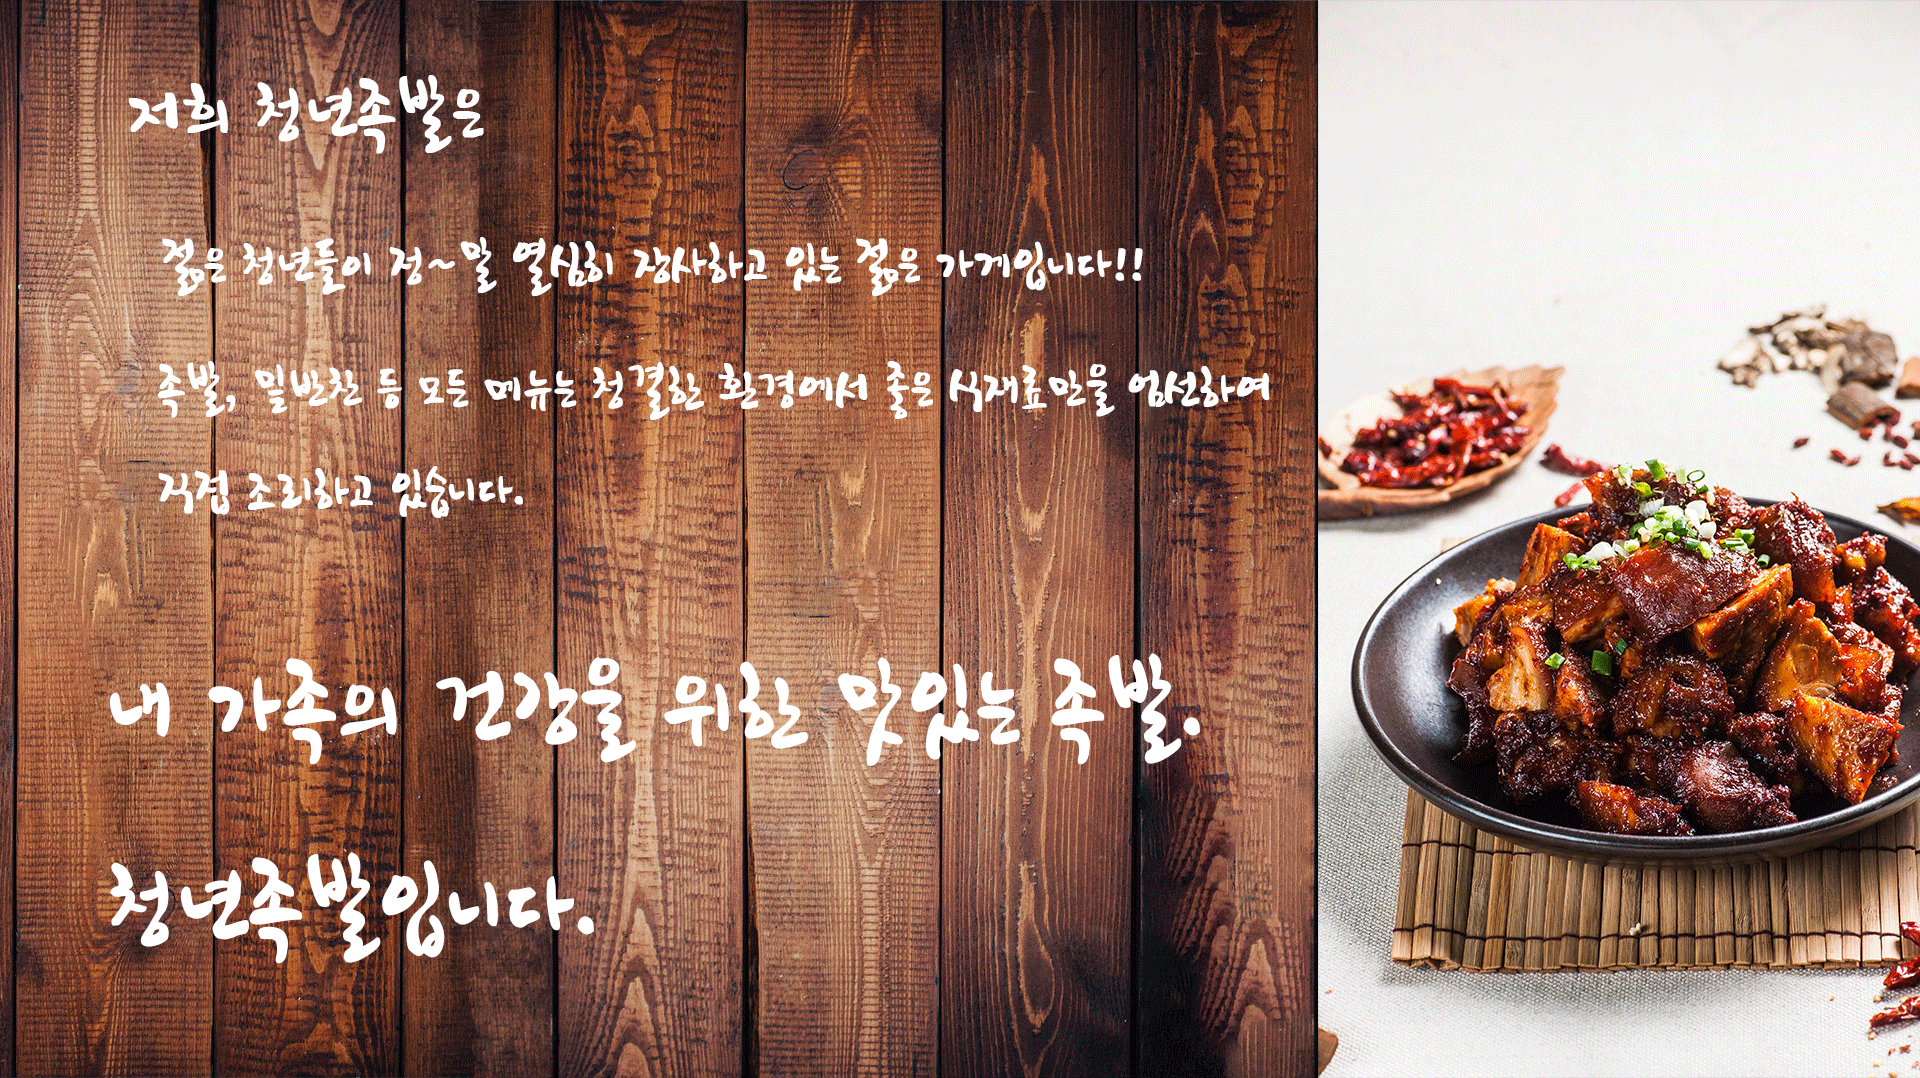 저희 청년족발은
젊은 청년들이 정~말 열심히 장사하고 있는 젊은 가게입니다!!
족발, 밑반찬 등 모든 메뉴는 청결한 환경에서 좋은 식재료만을 엄선하여
직접 조리하고 있습니다.
내 가족의 건강을 위한 맛있는 족발.
청년족발입니다.